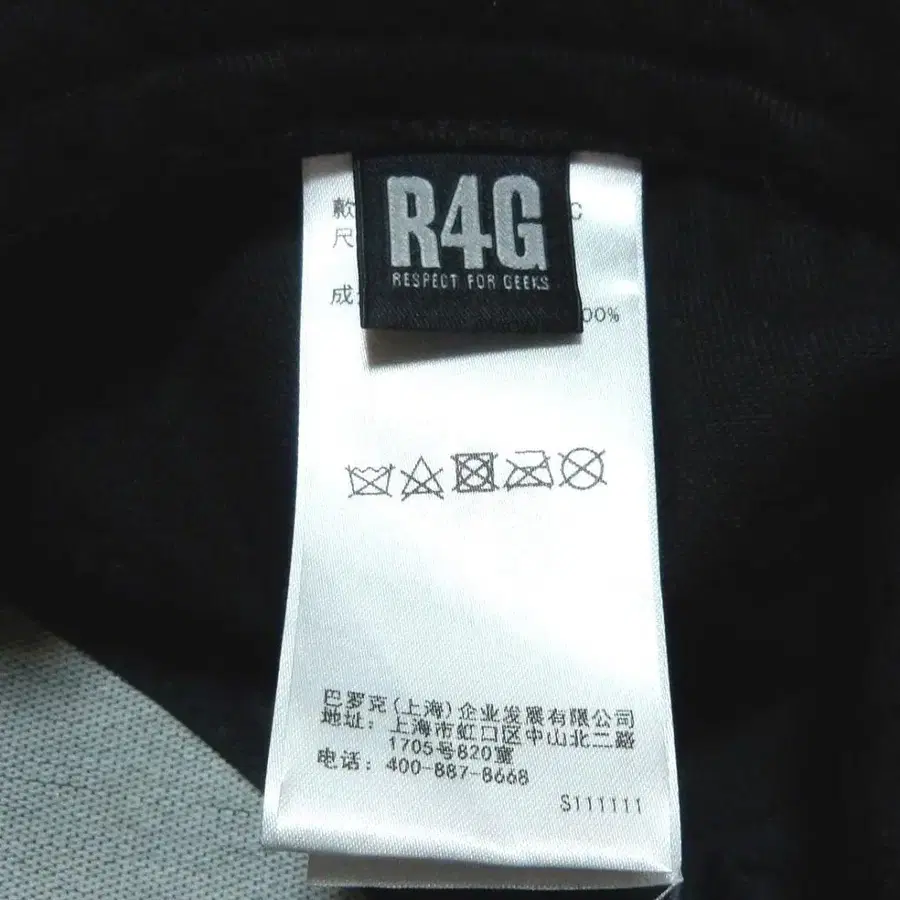 R4G
RESPECT FOR GEEKS
款
C
尺
成
00%
巴罗克(上海)企业发展有限公司
地址: 上海市虹口区中山北二路
1705号820室
电话: 400-887-8668
S111111